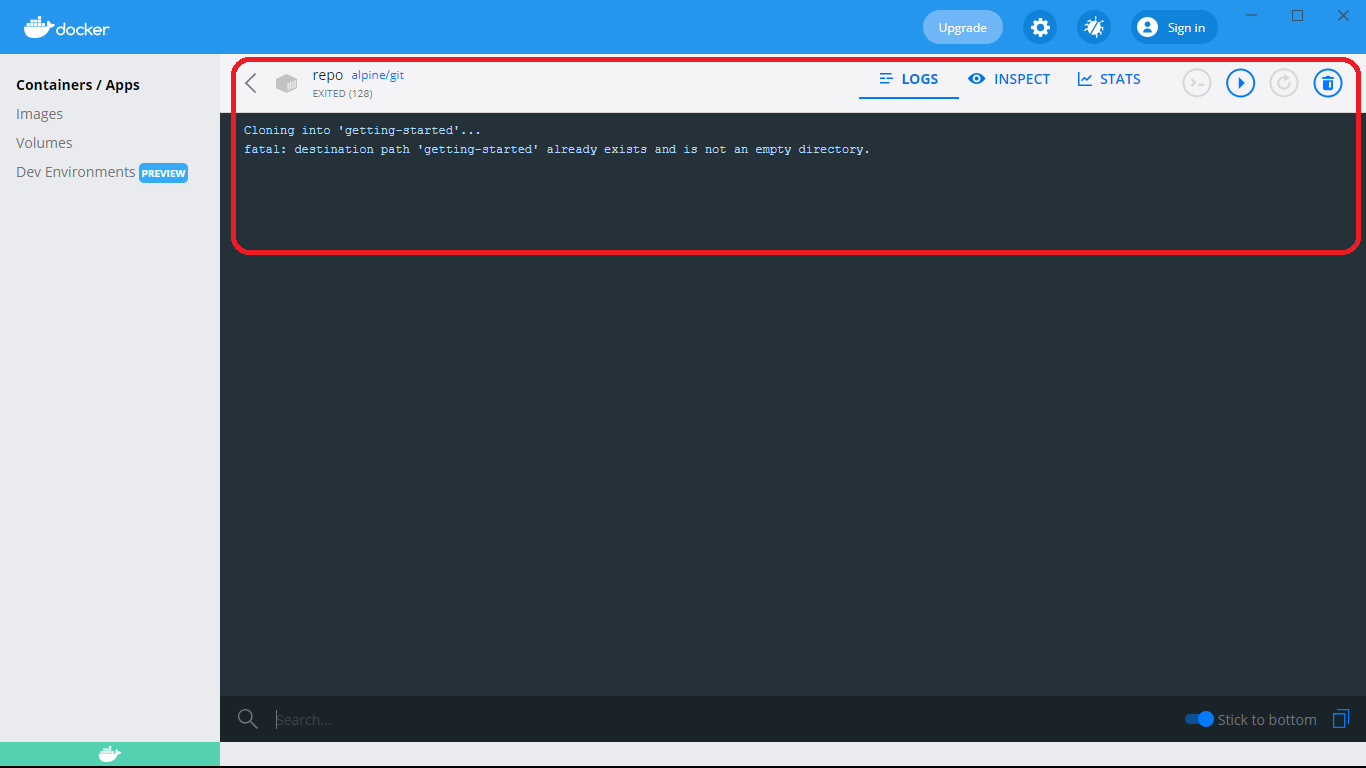 docker
Upgrade
Sign in
Containers / Apps
Images
Volumes
Dev Environments PREVIEW
repo alpine/git
EXITED (128)
LOGS
INSPECT
STATS
Cloning into 'getting-started'...
fatal: destination path 'getting-started' already exists and is not an empty directory.
Search...
Stick to bottom